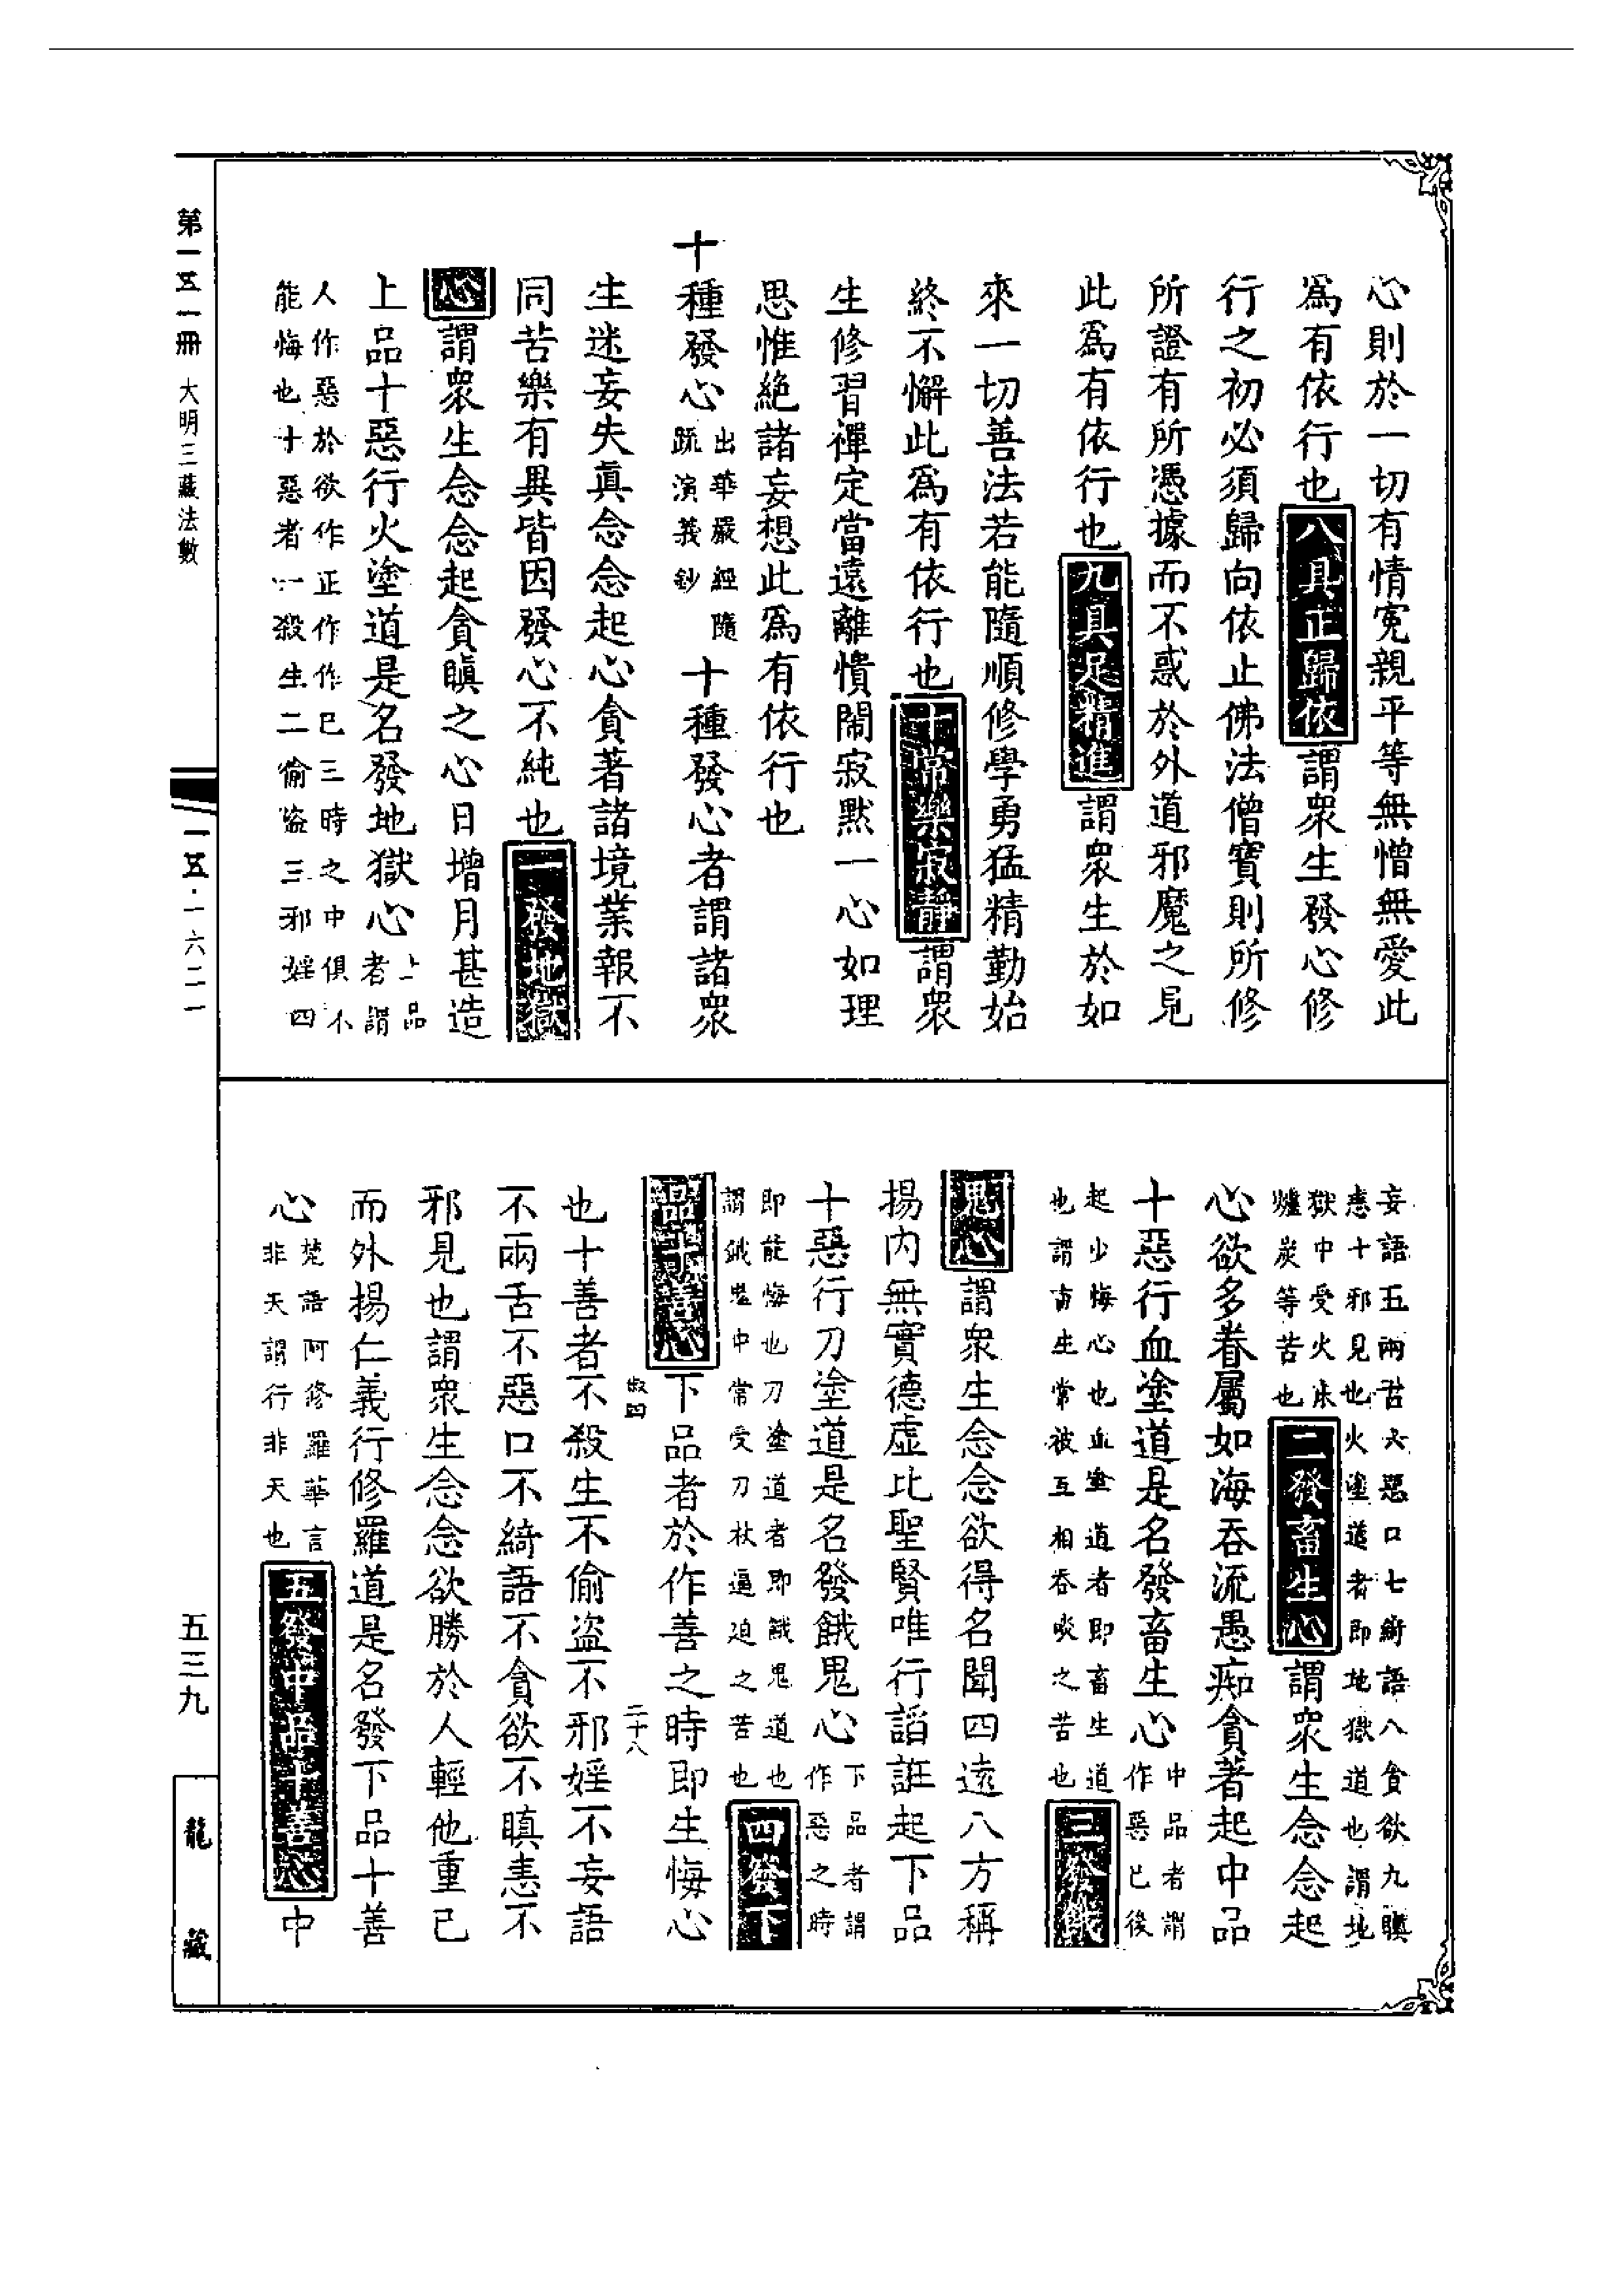 心則於一切有情冤親平等無憎無愛此
爲有依行也八具正歸依謂衆生發心修
行之初必須歸向依止佛法僧寶則所修
所證有所憑據而不惑於外道邪魔之見
此爲有依行也九具足精進謂衆生於如
來一切善法若能隨順修學勇猛精勤始
終不懈此爲有依行也十常樂寂靜謂衆
生修習禪定當遠離憒鬧寂默一心如理
思惟絶諸妄想此爲有依行也
十種發心出華嚴經隨
疏演義鈔
十種發心者謂諸衆
生迷妄失眞念念起心貪著諸境業報不
同苦樂有異皆因發心不純也一發地獄
心謂衆生念念起貪瞋之心日增月甚造
上品十惡行火塗道是名發地獄心上品
者謂
人作惡於欲作正作作已三時之中俱不
能悔也十惡者一殺生二偷盜三邪婬四
妄語五兩舌六惡口七綺語八貪欲九瞋
恚十邪見也火塗道者即地獄道也謂地
獄中受火床
爐炭等苦也
二發畜生心謂衆生念念起
心欲多眷屬如海吞流愚痴貪著起中品
十惡行血塗道是名發畜生心中品者謂
作惡已後
起少悔心也血塗道者即畜生道
也謂畜生常被互相吞啖之苦也
三發餓
鬼心謂衆生念念欲得名聞四遠八方稱
揚內無實德虛比聖賢唯行諂誑起下品
十惡行刀塗道是名發餓鬼心下品者謂
作惡之時
即能悔也刀塗道者即餓鬼道也
謂餓鬼中常受刀杖逼迫之苦也
四發下
品十善心下品者於作善之時即生悔心
二十八
也十善者不殺生不偷盜不邪婬不妄語
不兩舌不惡口不綺語不貪欲不瞋恚不
邪見也謂衆生念念欲勝於人輕他重己
而外揚仁義行修羅道是名發下品十善
心梵語阿修羅華言
非天謂行非天也
五發中品十善心中
第一五一冊 大明三藏法數
一五·一六二一
五三九
龍藏